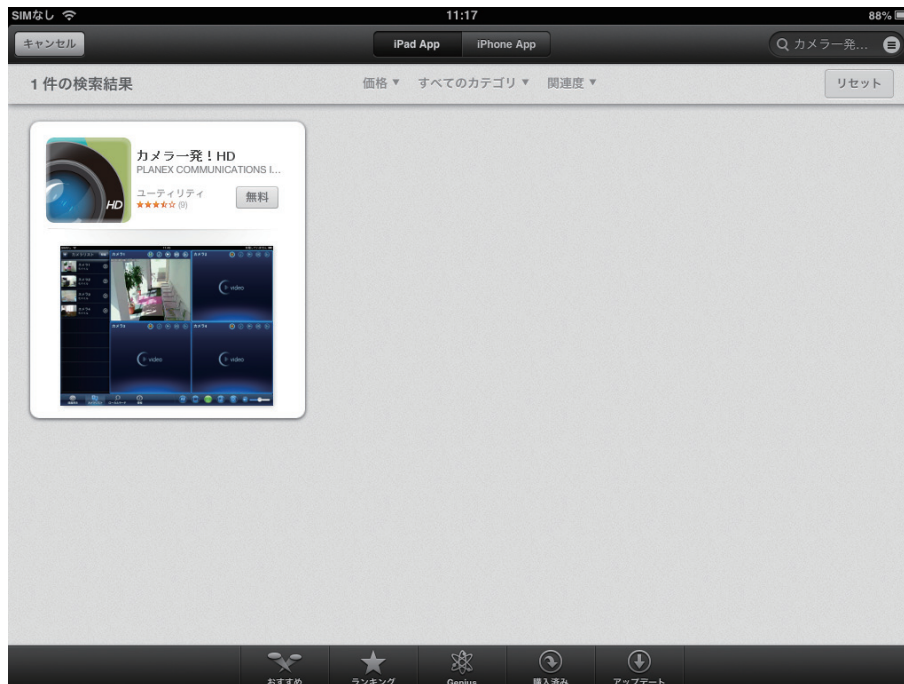 SIMなし 11:17 88%
キャンセル iPad App iPhone App カメラ一発...
1 件の検索結果 価格 ▼ すべてのカテゴリ ▼ 関連度 ▼ リセット
カメラ一発！HD
PLANEX COMMUNICATIONS I...
ユーティリティ
★★★★☆ (9) 無料
HD
video
video
video
おすすめ ランキング Genius 購入済み アップデート